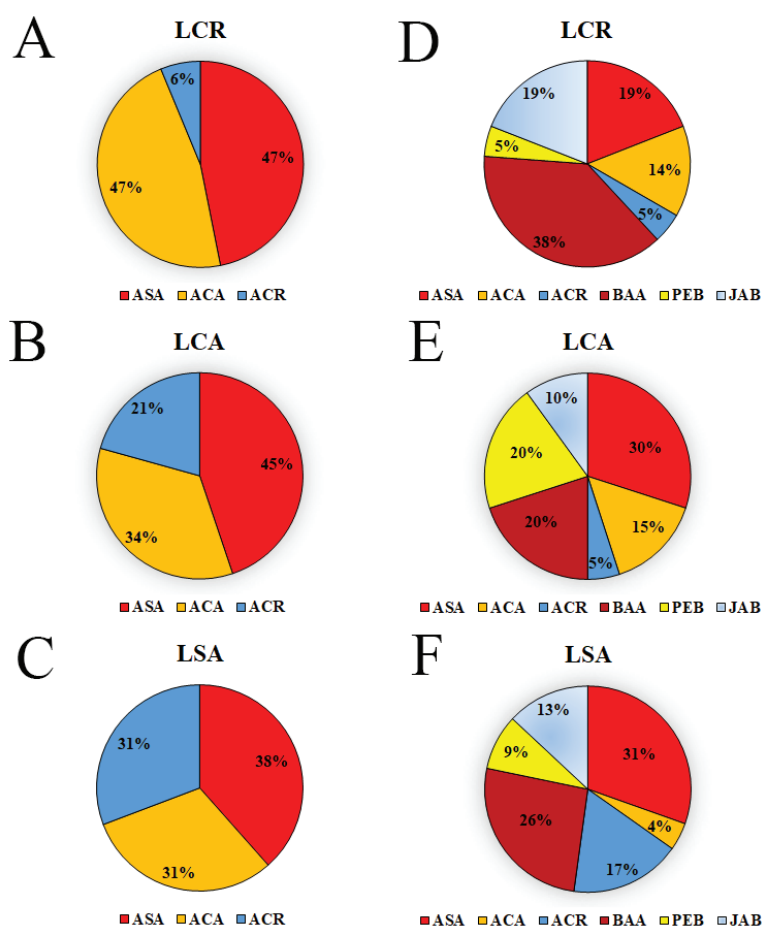 A
LCR
6%
47%
47%
ASA ACA ACR
B
LCA
21%
45%
34%
ASA ACA ACR
C
LSA
31%
38%
31%
ASA ACA ACR
D
LCR
19%
19%
5%
14%
5%
38%
ASA ACA ACR BAA PEB JAB
E
LCA
10%
30%
20%
20%
15%
5%
ASA ACA ACR BAA PEB JAB
F
LSA
13%
31%
9%
26%
4%
17%
ASA ACA ACR BAA PEB JAB